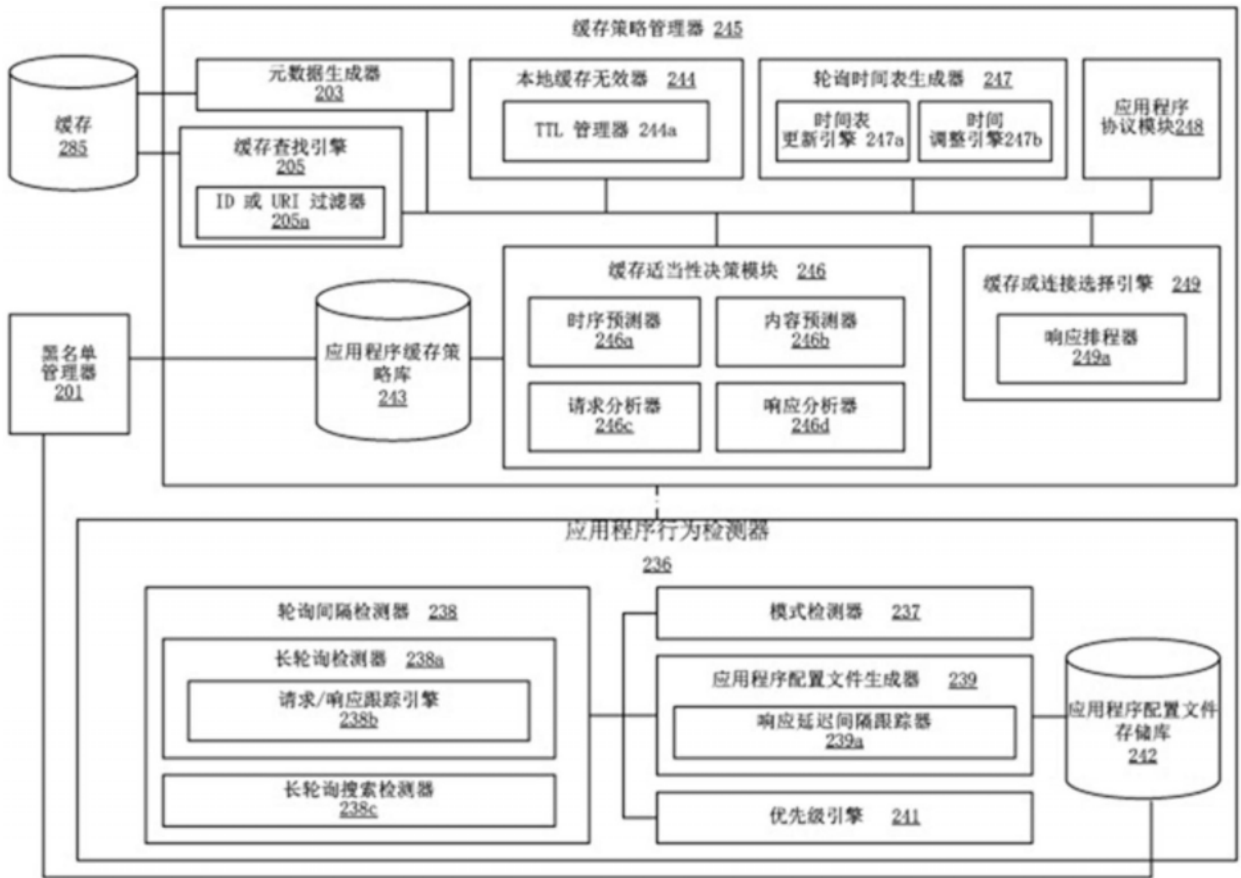 缓存策略管理器 245
元数据生成器
203
本地缓存无效器 244
TTL 管理器 244a
轮询时间表生成器 247
时间表
更新引擎 247a
时间
调整引擎247b
应用程序
协议模块248
缓存
285
缓存查找引擎
205
ID 或 URI 过滤器
205a
缓存适当性决策模块 246
时序预测器
246a
内容预测器
246b
请求分析器
246c
响应分析器
246d
缓存或连接选择引擎 249
响应排程器
249a
黑名单
管理器
201
应用程序缓存策
略库
243
应用程序行为检测器
236
轮询间隔检测器 238
长轮询检测器 238a
请求/响应跟踪引擎
238b
长轮询搜索检测器
238c
模式检测器 237
应用程序配置文件生成器 239
响应延迟间隔跟踪器
239a
优先级引擎 241
应用程序配置文件
存储库
242